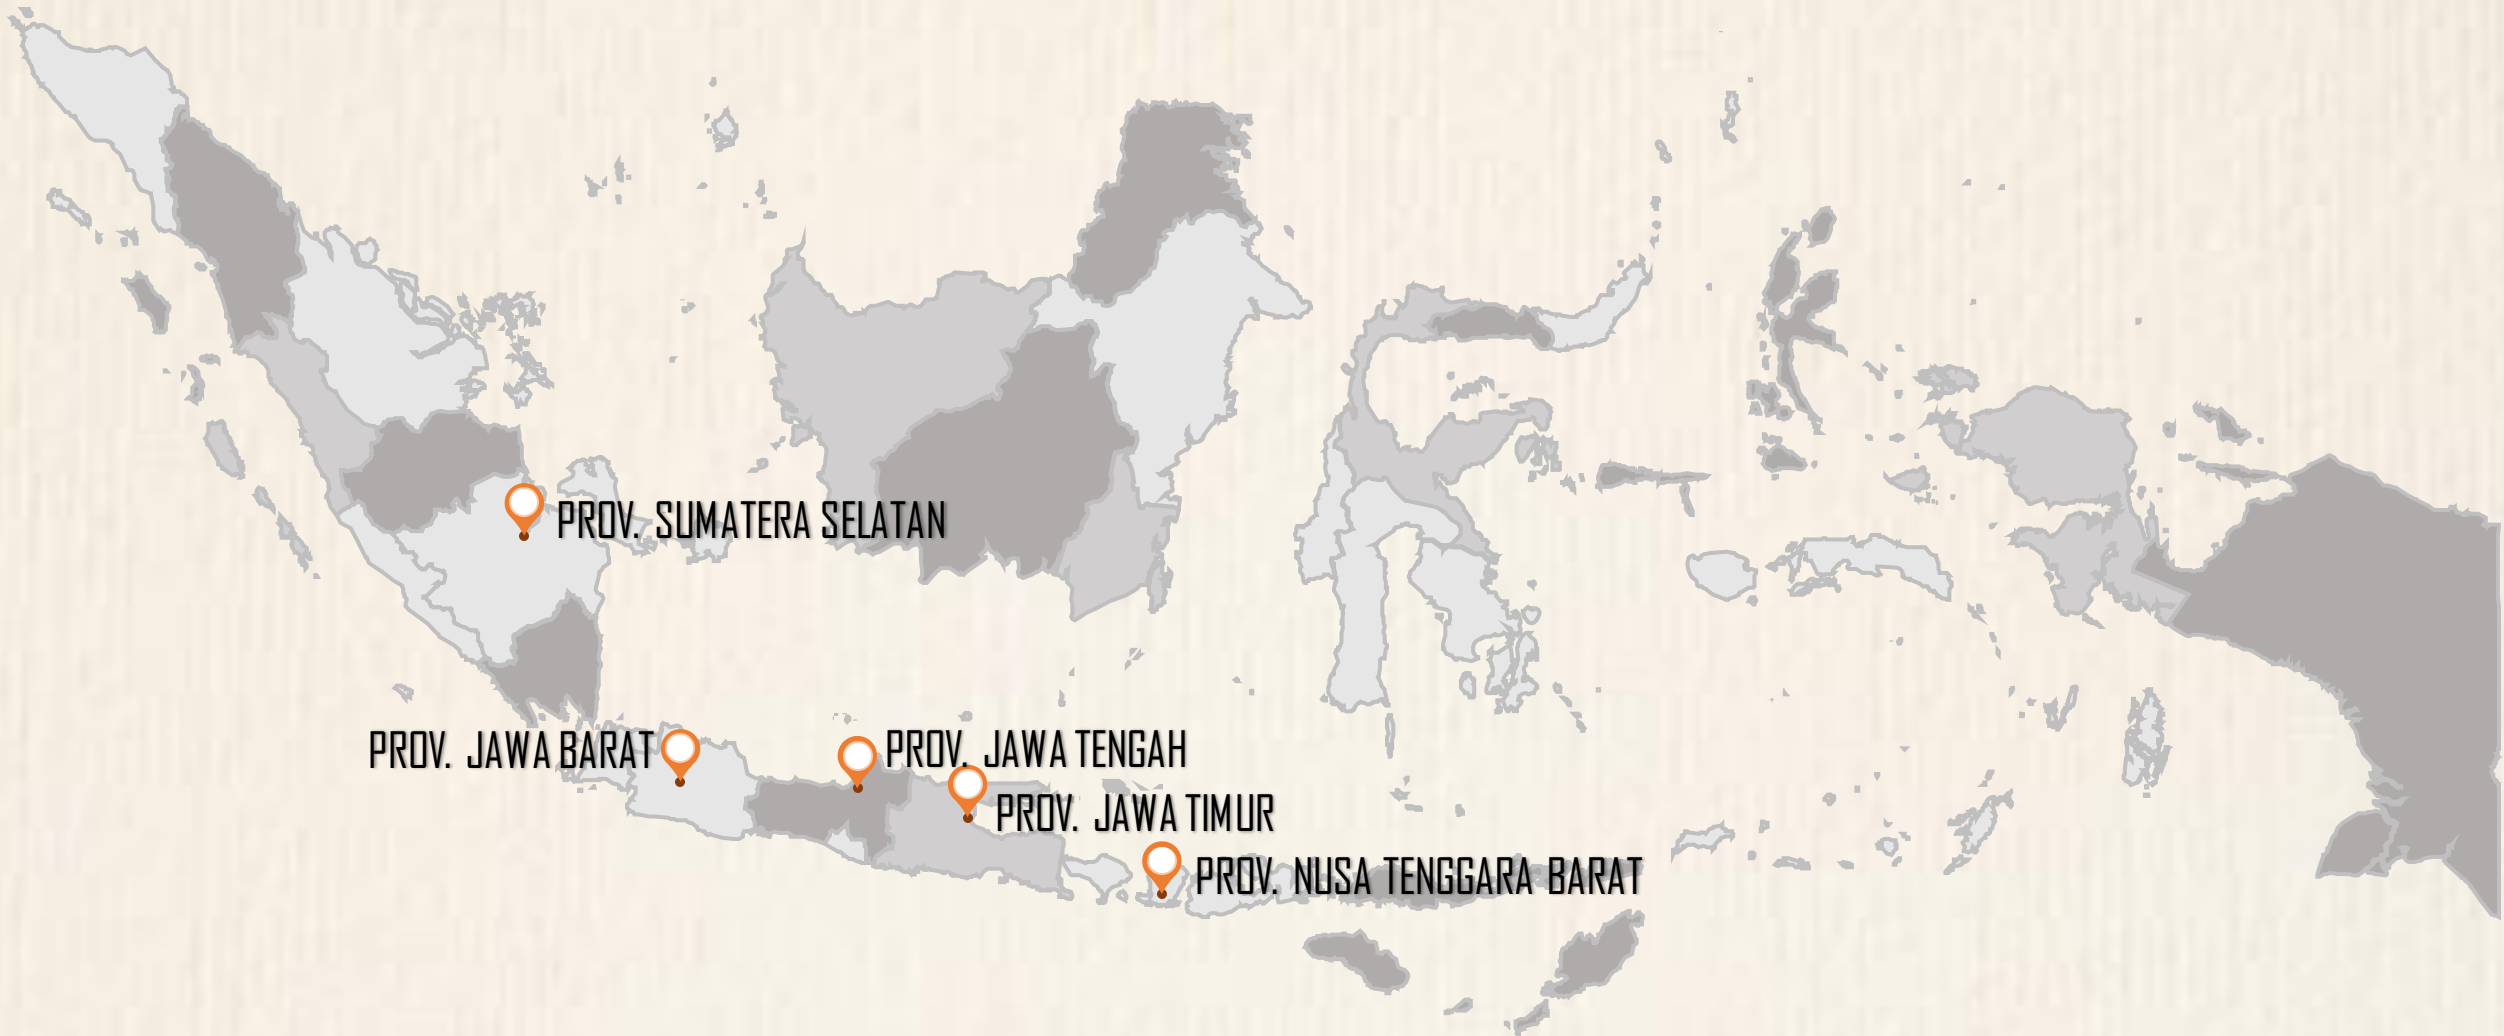 PROV. SUMATERA SELATAN
PROV. JAWA BARAT
PROV. JAWA TENGAH
PROV. JAWA TIMUR
PROV. NUSA TENGGARA BARAT